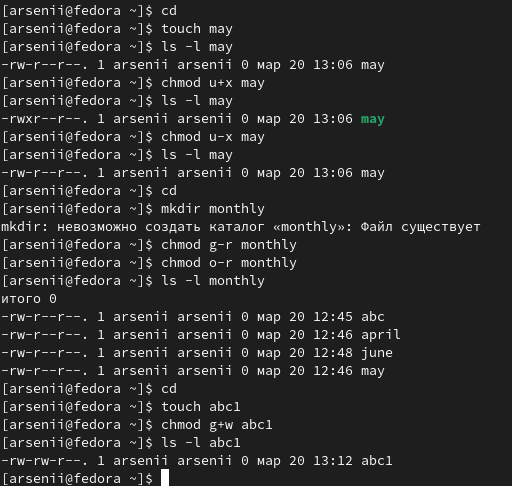 [arsenii@fedora ~]$ cd
[arsenii@fedora ~]$ touch may
[arsenii@fedora ~]$ ls -l may
-rw-r--r--. 1 arsenii arsenii 0 мар 20 13:06 may
[arsenii@fedora ~]$ chmod u+x may
[arsenii@fedora ~]$ ls -l may
-rwxr--r--. 1 arsenii arsenii 0 мар 20 13:06 may
[arsenii@fedora ~]$ chmod u-x may
[arsenii@fedora ~]$ ls -l may
-rw-r--r--. 1 arsenii arsenii 0 мар 20 13:06 may
[arsenii@fedora ~]$ cd
[arsenii@fedora ~]$ mkdir monthly
mkdir: невозможно создать каталог «monthly»: Файл существует
[arsenii@fedora ~]$ chmod g-r monthly
[arsenii@fedora ~]$ chmod o-r monthly
[arsenii@fedora ~]$ ls -l monthly
итого 0
-rw-r--r--. 1 arsenii arsenii 0 мар 20 12:45 abc
-rw-r--r--. 1 arsenii arsenii 0 мар 20 12:46 april
-rw-r--r--. 1 arsenii arsenii 0 мар 20 12:48 june
-rw-r--r--. 1 arsenii arsenii 0 мар 20 12:46 may
[arsenii@fedora ~]$ cd
[arsenii@fedora ~]$ touch abc1
[arsenii@fedora ~]$ chmod g+w abc1
[arsenii@fedora ~]$ ls -l abc1
-rw-rw-r--. 1 arsenii arsenii 0 мар 20 13:12 abc1
[arsenii@fedora ~]$